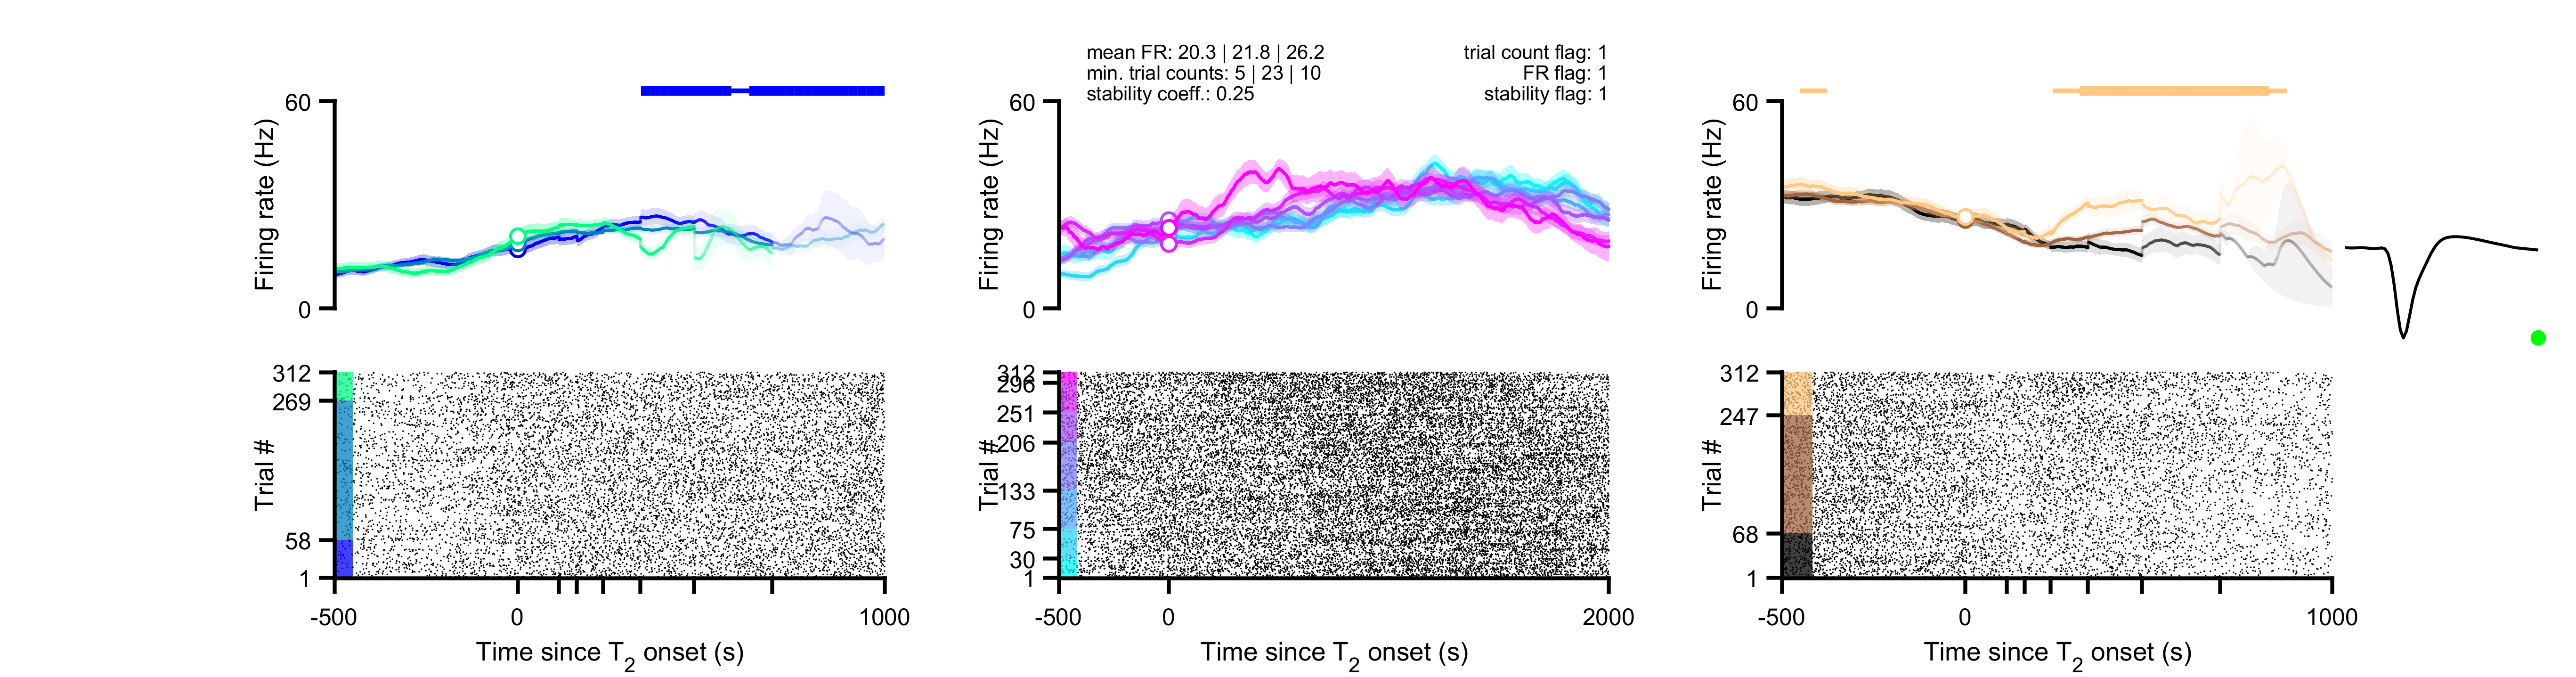 mean FR: 20.3 | 21.8 | 26.2
min. trial counts: 5 | 23 | 10
stability coeff.: 0.25
trial count flag: 1
FR flag: 1
stability flag: 1
60
Firing rate (Hz)
0
60
Firing rate (Hz)
0
60
Firing rate (Hz)
0
312
269
Trial #
58
1
-500
0
1000
Time since T2 onset (s)
312
296
251
206
Trial #
133
75
30
1
-500
0
2000
Time since T2 onset (s)
312
247
Trial #
68
1
-500
0
1000
Time since T2 onset (s)